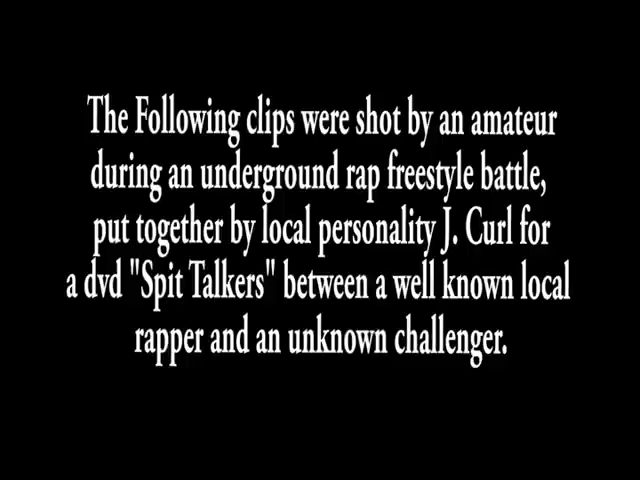 The Following clips were shot by an amateur
during an underground rap freestyle battle,
put together by local personality J. Curl for
a dvd "Spit Talkers" between a well known local
rapper and an unknown challenger.